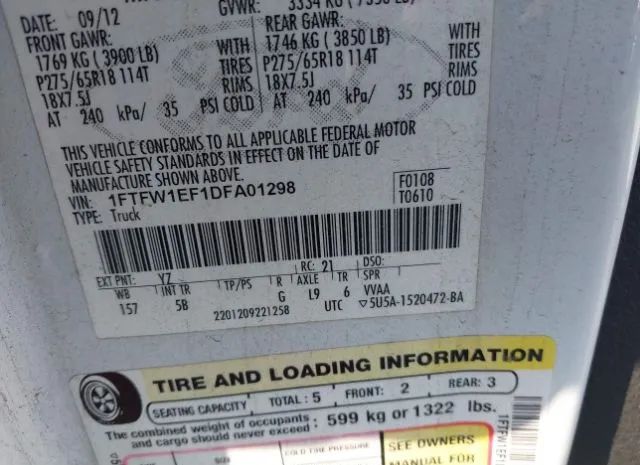 DATE: 09/12 GVWR: 3334 KG
FRONT GAWR: REAR GAWR:
1769 KG ( 3900 LB) WITH 1746 KG ( 3850 LB) WITH
P275/65R18 114T TIRES P275/65R18 114T TIRES
18X7.5J RIMS 18X7.5J RIMS
AT 240 kPa/ 35 PSI COLD AT 240 kPa/ 35 PSI COLD
Ford
THIS VEHICLE CONFORMS TO ALL APPLICABLE FEDERAL MOTOR
VEHICLE SAFETY STANDARDS IN EFFECT ON THE DATE OF
MANUFACTURE SHOWN ABOVE.
VIN: 1FTFW1EF1DFA01298 F0108
TYPE: Truck T0610
EXT PNT: YZ RC: 21 DSO:
WB INT TR TP/PS R AXLE TR SPR
157 5B G L9 6 VVAA
2201209221258 UTC ▽5U5A-1520472-BA
TIRE AND LOADING INFORMATION
SEATING CAPACITY TOTAL: 5 FRONT: 2 REAR: 3
The combined weight of occupants and cargo should never exceed: 599 kg or 1322 lbs.
COLD TIRE PRESSURE
SEE OWNERS
MANUAL FOR